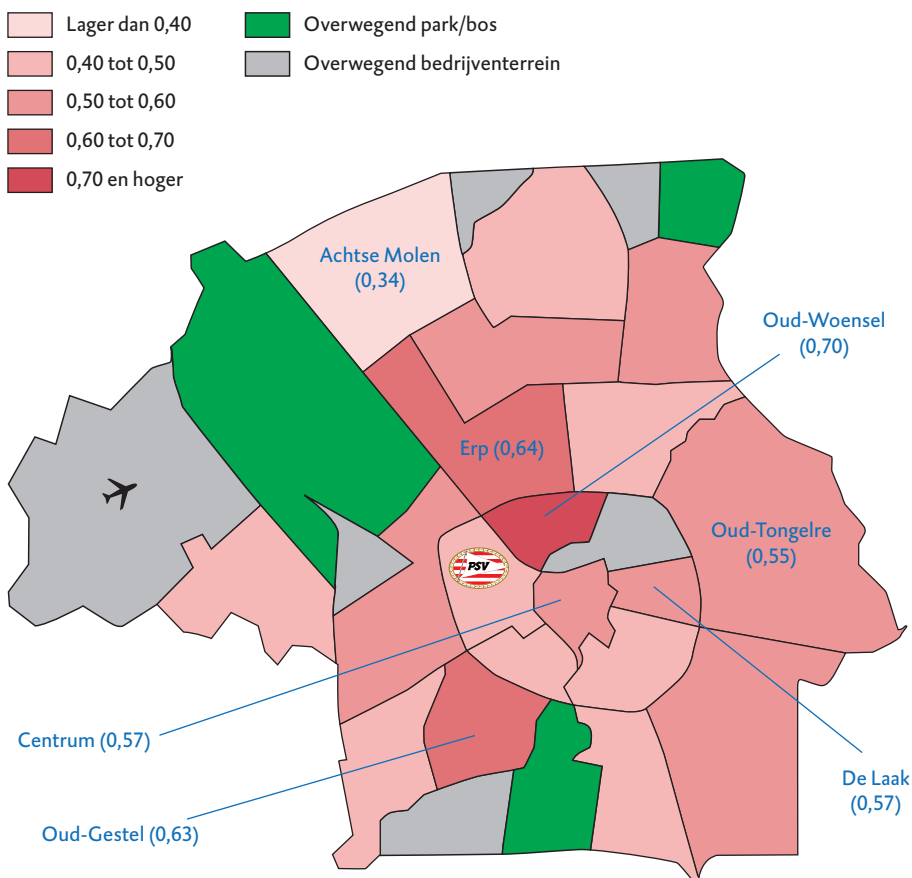 Lager dan 0,40
0,40 tot 0,50
0,50 tot 0,60
0,60 tot 0,70
0,70 en hoger
Overwegend park/bos
Overwegend bedrijventerrein
Achtse Molen
(0,34)
Oud-Woensel
(0,70)
Erp (0,64)
Oud-Tongelre
(0,55)
PSV
Centrum (0,57)
De Laak
(0,57)
Oud-Gestel (0,63)